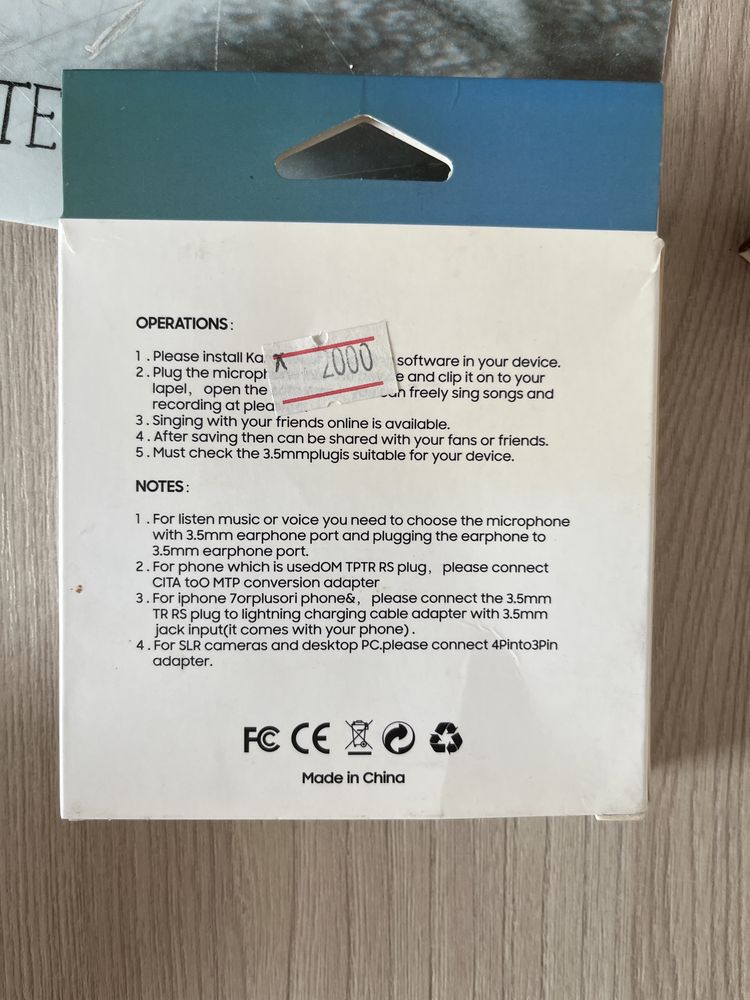 TE
OPERATIONS:
1. Please install Ka software in your device.
2000
2. Plug the microph e and clip it on to your
lapel, open the an freely sing songs and
recording at plea
3. Singing with your friends online is available.
4. After saving then can be shared with your fans or friends.
5. Must check the 3.5mmplugis suitable for your device.
NOTES:
1. For listen music or voice you need to choose the microphone
with 3.5mm earphone port and plugging the earphone to
3.5mm earphone port.
2. For phone which is usedOM TPTR RS plug, please connect
CITA toO MTP conversion adapter
3. For iphone 7orplusori phone&, please connect the 3.5mm
TR RS plug to lightning charging cable adapter with 3.5mm
jack input(it comes with your phone).
4. For SLR cameras and desktop PC.please connect 4Pinto3Pin
adapter.
FC CE
Made in China